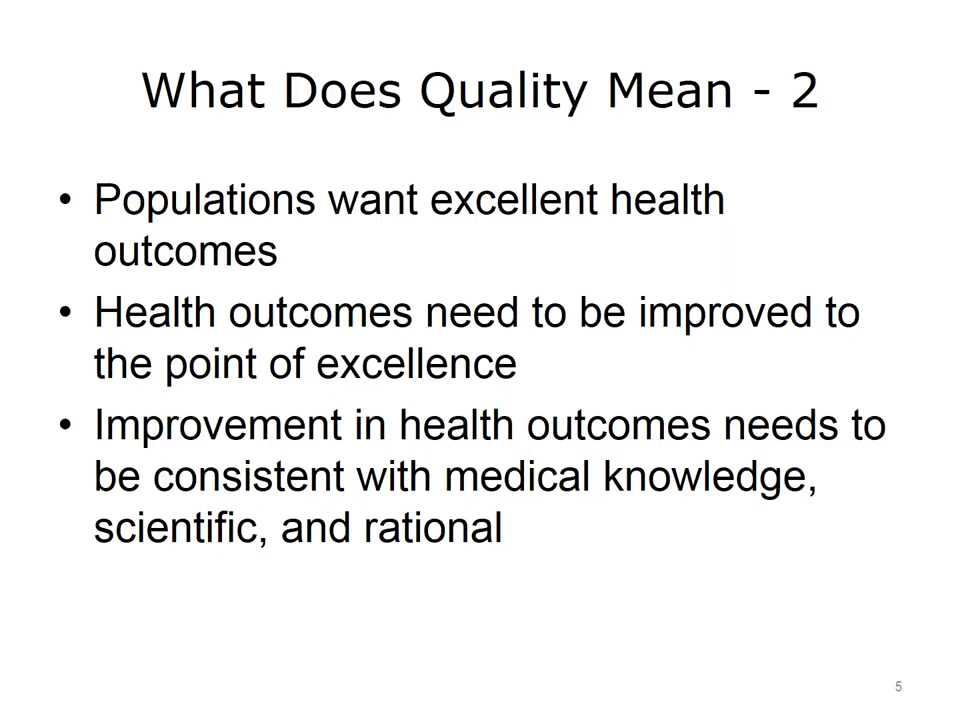 What Does Quality Mean - 2
• Populations want excellent health
outcomes
• Health outcomes need to be improved to
the point of excellence
• Improvement in health outcomes needs to
be consistent with medical knowledge,
scientific, and rational
5